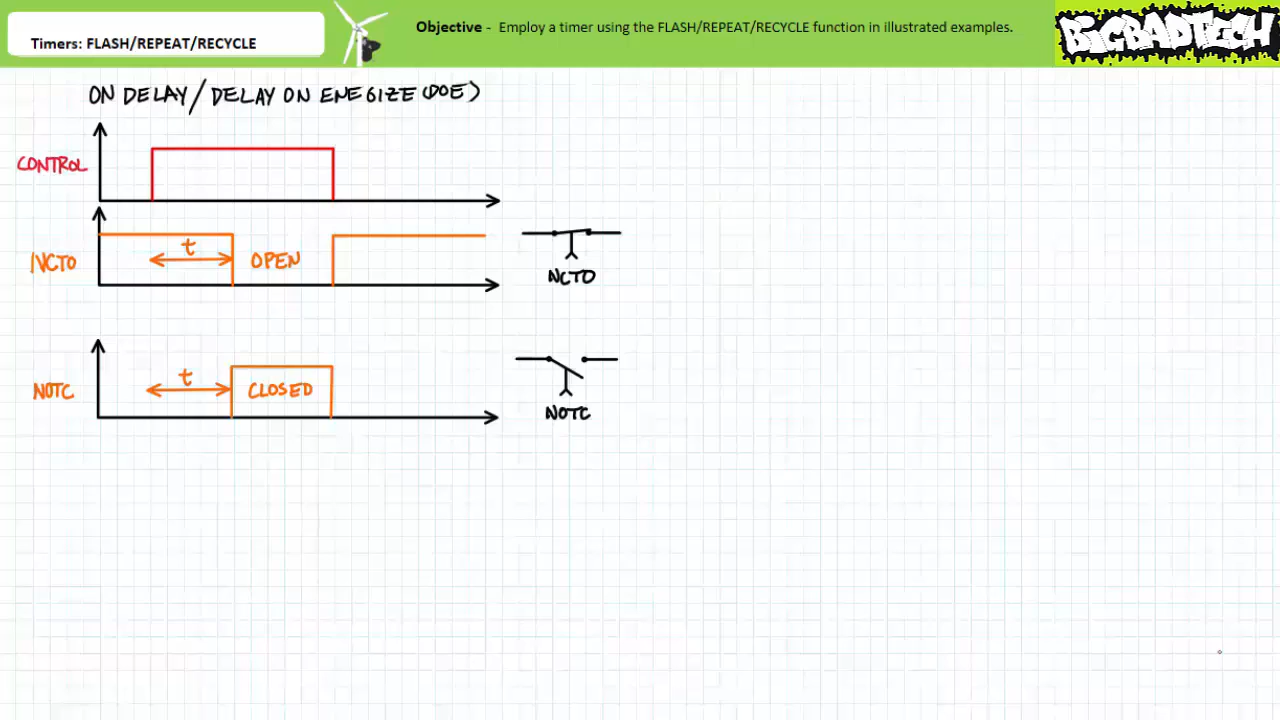 Timers: FLASH/REPEAT/RECYCLE
Objective - Employ a timer using the FLASH/REPEAT/RECYCLE function in illustrated examples.
BIGBADTECH
ON DELAY/DELAY ON ENEGIZE (DOE)
CONTROL
NCTO
t
OPEN
NCTO
NOTC
t
CLOSED
NOTC